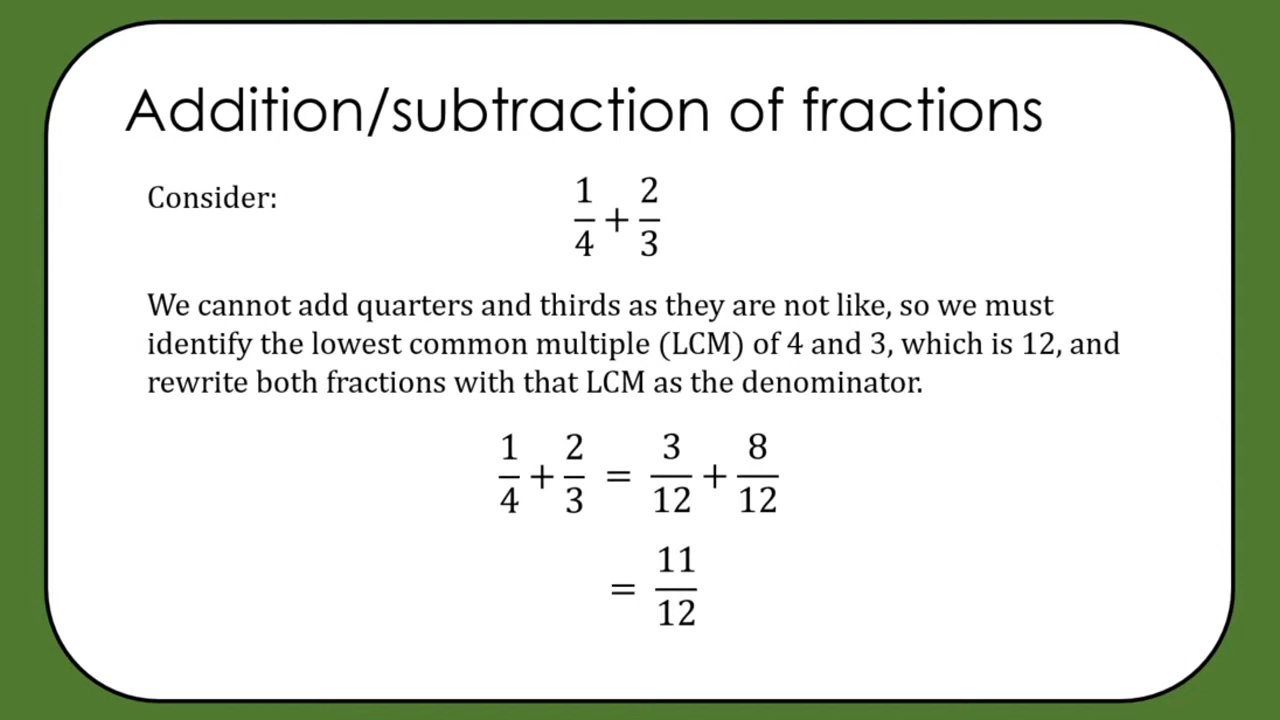 Addition/subtraction of fractions
Consider:
1/4 + 2/3
We cannot add quarters and thirds as they are not like, so we must
identify the lowest common multiple (LCM) of 4 and 3, which is 12, and
rewrite both fractions with that LCM as the denominator.
1/4 + 2/3 = 3/12 + 8/12
= 11/12